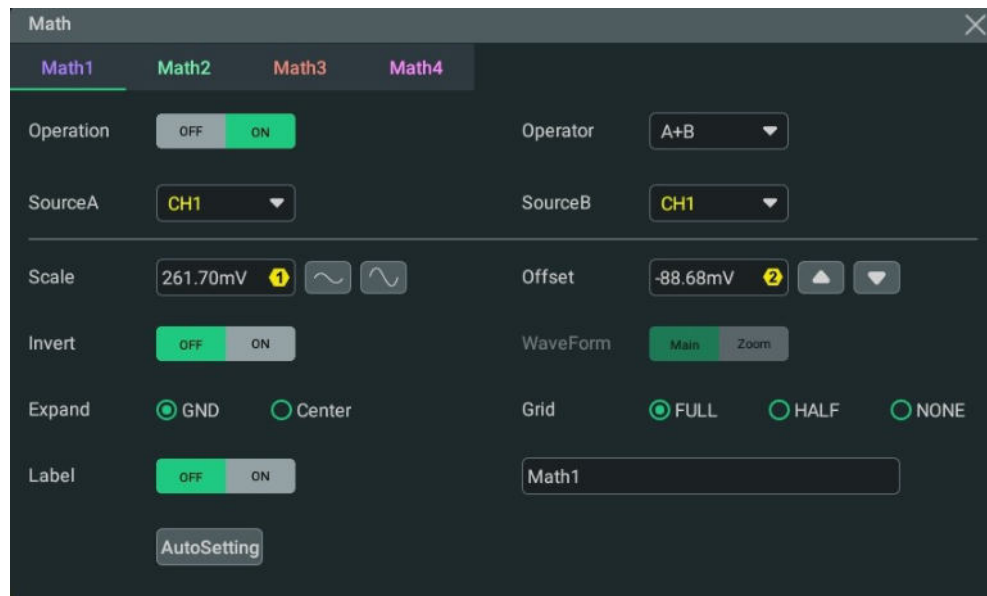 Math
Math1 Math2 Math3 Math4
Operation OFF ON Operator A+B
SourceA CH1 SourceB CH1
Scale 261.70mV 1 Offset -88.68mV 2
Invert OFF ON WaveForm Main Zoom
Expand GND Center Grid FULL HALF NONE
Label OFF ON Math1
AutoSetting